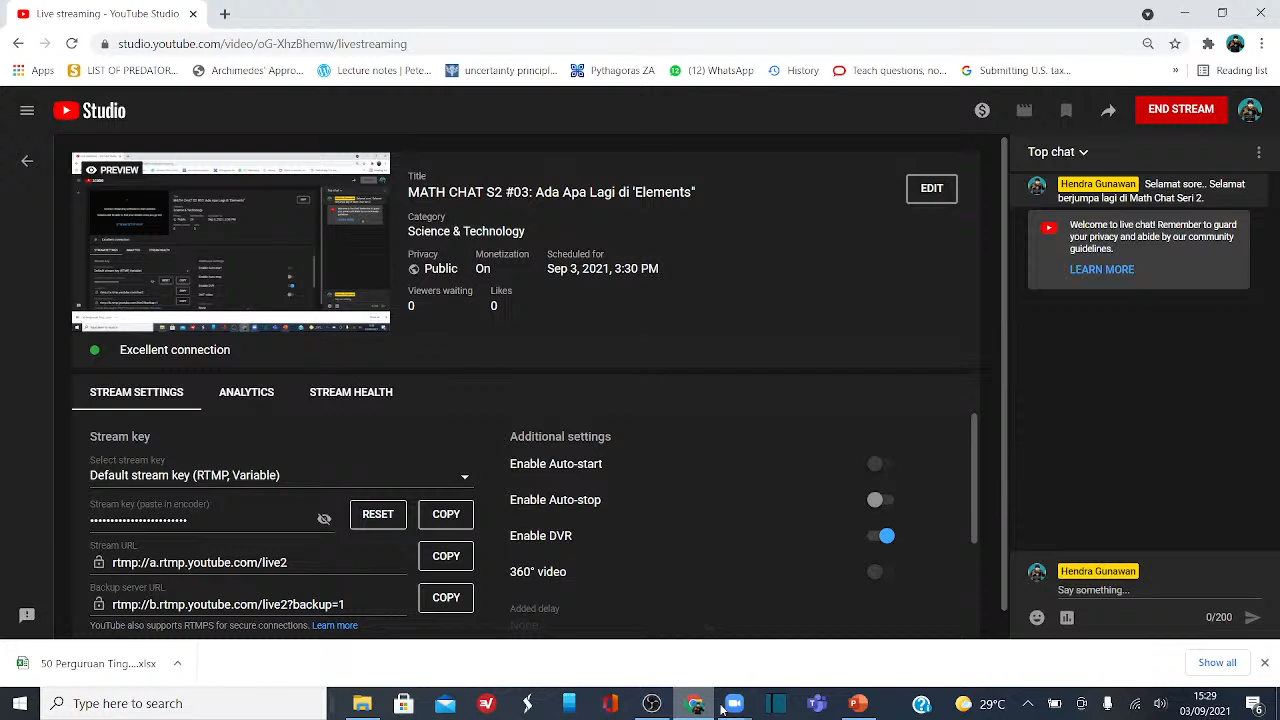 Live streaming - YouTube Studio
studio.youtube.com/video/oG-XhzBhemw/livestreaming
Apps
LIST OF PREDATOR...
Archimedes' Appro...
Lecture notes | Pete...
uncertainty principl...
Pythagoras ZA
(12) WhatsApp
History
Teach questions, no...
Submitting U.S. tax...
»
Reading list
Studio
END STREAM
PREVIEW
Title
MATH CHAT S2 #03: Ada Apa Lagi di 'Elements"
EDIT
Category
Science & Technology
Privacy
Monetization
Scheduled for
Public
On
Sep 3, 2021, 3:30 PM
Viewers waiting
Likes
0
0
Excellent connection
STREAM SETTINGS
ANALYTICS
STREAM HEALTH
Stream key
Select stream key
Default stream key (RTMP, Variable)
Stream key (paste in encoder)
••••••••••••••••••••••••
RESET
COPY
Stream URL
rtmp://a.rtmp.youtube.com/live2
COPY
Backup server URL
rtmp://b.rtmp.youtube.com/live2?backup=1
COPY
YouTube also supports RTMPS for secure connections. Learn more
Additional settings
Enable Auto-start
Enable Auto-stop
Enable DVR
360° video
Added delay
None
Top chat
Hendra Gunawan Selamat sore..
terjumpa lagi di Math Chat Seri 2.
Welcome to live chat! Remember to guard
your privacy and abide by our community
guidelines.
LEARN MORE
Hendra Gunawan
Say something...
0/200
50 Perguruan Ting....xlsx
Show all
Type here to search
29°C
15:29
03/09/2021